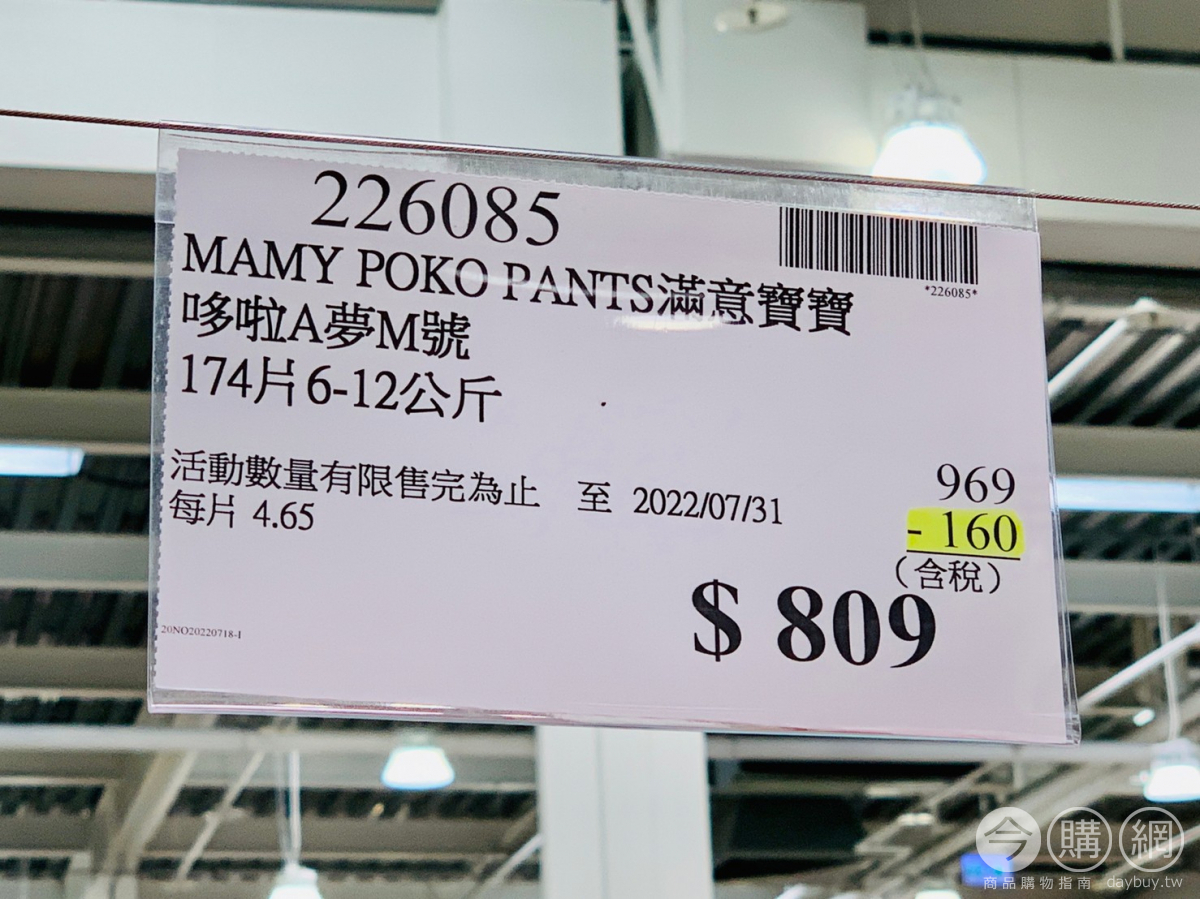 226085
*226085*
MAMY POKO PANTS滿意寶寶
哆啦A夢M號
174片6-12公斤
活動數量有限售完為止 至 2022/07/31
每片 4.65
969
- 160
(含稅)
$ 809
20NO20220718-I
今購網
商品購物指南 daybuy.tw